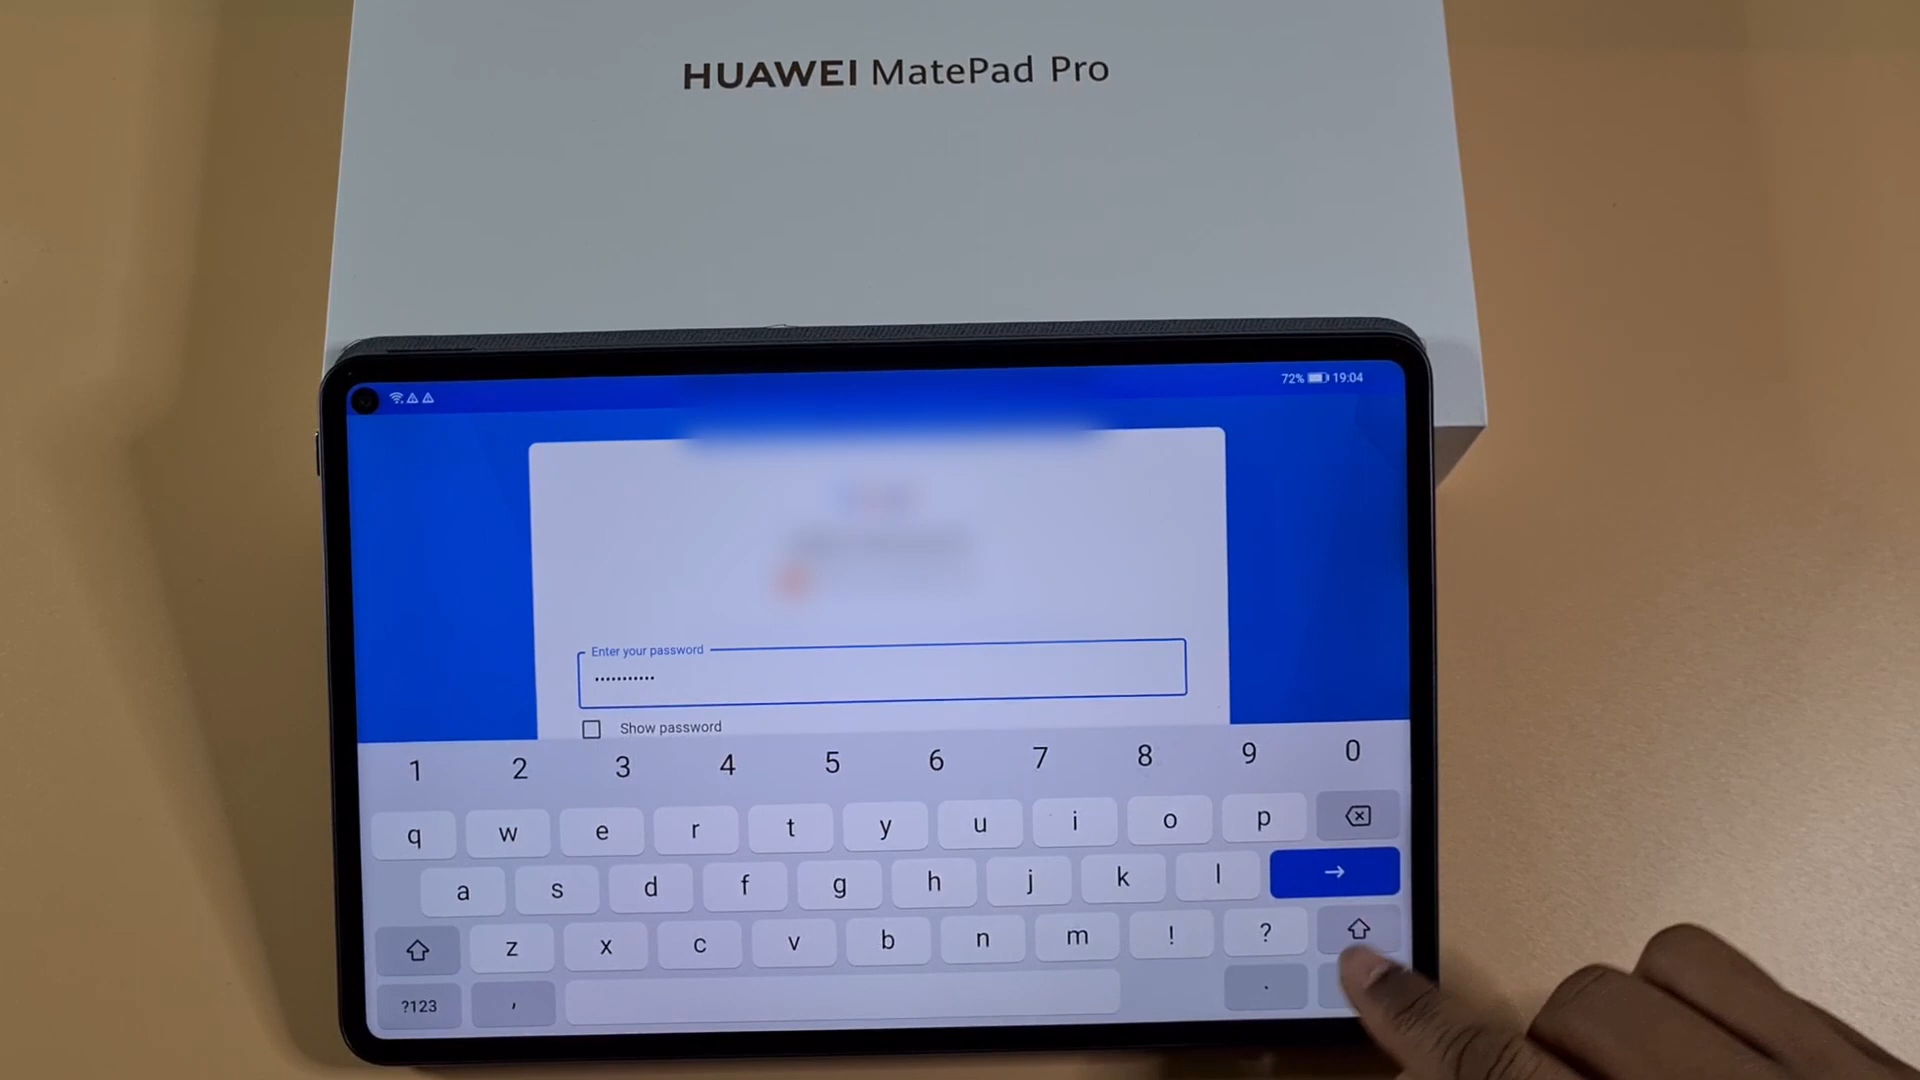 HUAWEI MatePad Pro
72% 19:04
Enter your password
•••••••••••
Show password
1 2 3 4 5 6 7 8 9 0
q w e r t y u i o p
a s d f g h j k l
z x c v b n m ! ?
?123 , .